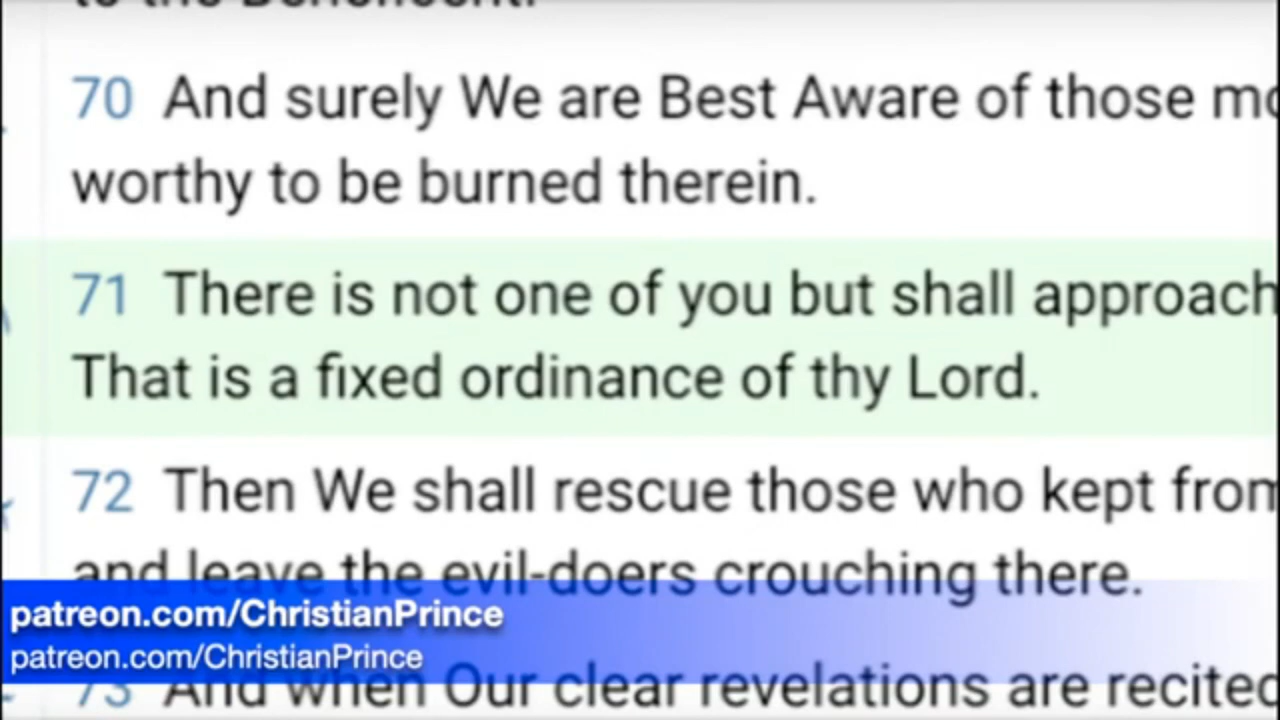 70 And surely We are Best Aware of those
worthy to be burned therein.
71 There is not one of you but shall approach
That is a fixed ordinance of thy Lord.
72 Then We shall rescue those who kept from
and leave the evil-doers crouching there.
patreon.com/ChristianPrince
patreon.com/ChristianPrince
73 And when Our clear revelations are recited